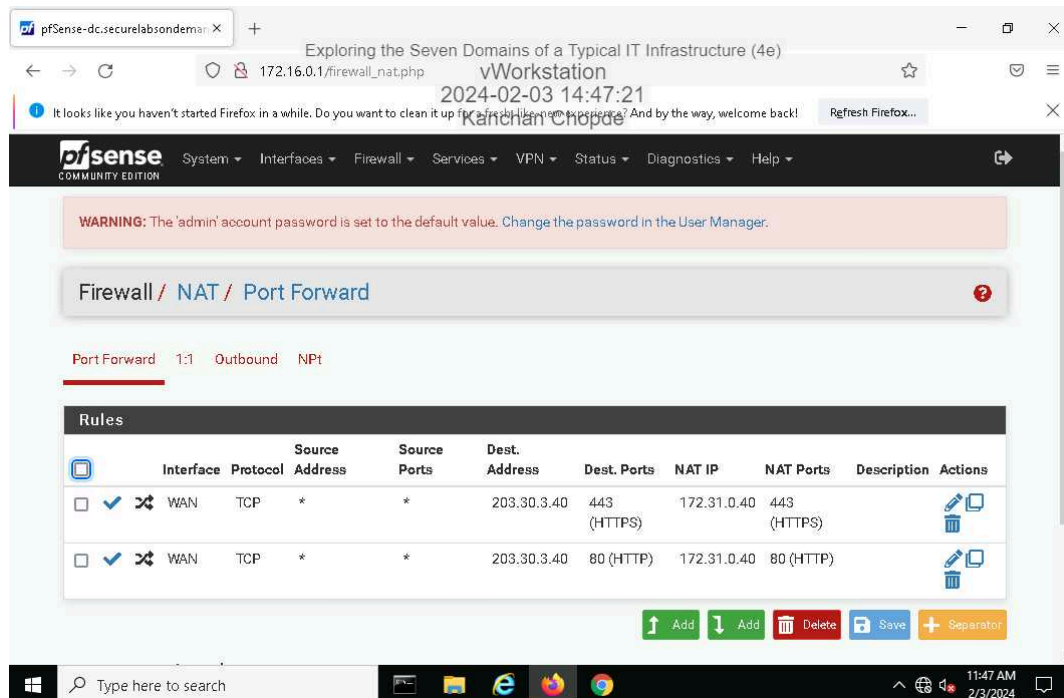 pfSense-dc.securelabsondeman
Exploring the Seven Domains of a Typical IT Infrastructure (4e)
172.16.0.1/firewall_nat.php
vWorkstation
2024-02-03 14:47:21
It looks like you haven't started Firefox in a while. Do you want to clean it up for a fresh, like-new experience? And by the way, welcome back! Refresh Firefox...
Kanchan Chopde
pfsense System Interfaces Firewall Services VPN Status Diagnostics Help
COMMUNITY EDITION
WARNING: The 'admin' account password is set to the default value. Change the password in the User Manager.
Firewall / NAT / Port Forward
Port Forward 1:1 Outbound NPt
Rules
Interface Protocol Source Address Source Ports Dest. Address Dest. Ports NAT IP NAT Ports Description Actions
WAN TCP * * 203.30.3.40 443 (HTTPS) 172.31.0.40 443 (HTTPS)
WAN TCP * * 203.30.3.40 80 (HTTP) 172.31.0.40 80 (HTTP)
Add Add Delete Save Separator
Type here to search 11:47 AM
2/3/2024